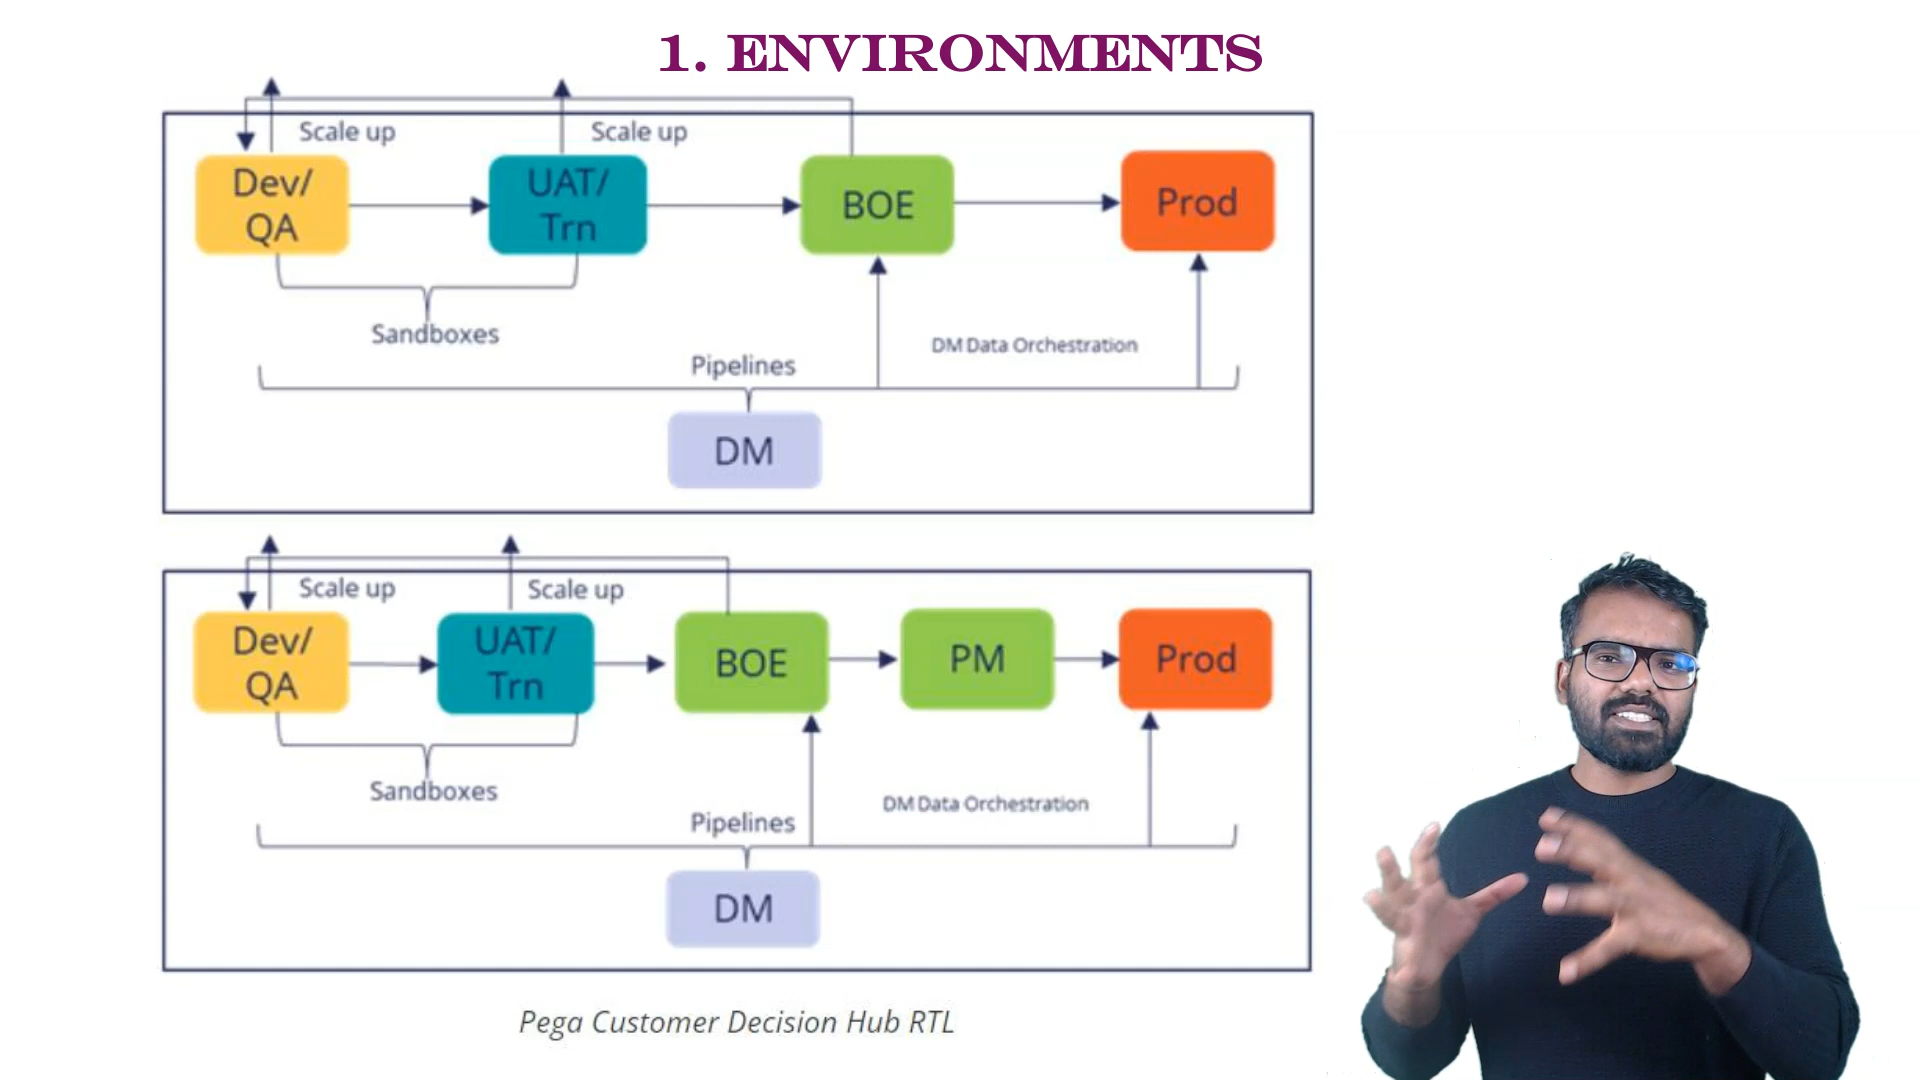 1. ENVIRONMENTS
Scale up
Scale up
Dev/
QA
UAT/
Trn
BOE
Prod
Sandboxes
DM Data Orchestration
Pipelines
DM
Scale up
Scale up
Dev/
QA
UAT/
Trn
BOE
PM
Prod
Sandboxes
DM Data Orchestration
Pipelines
DM
Pega Customer Decision Hub RTL